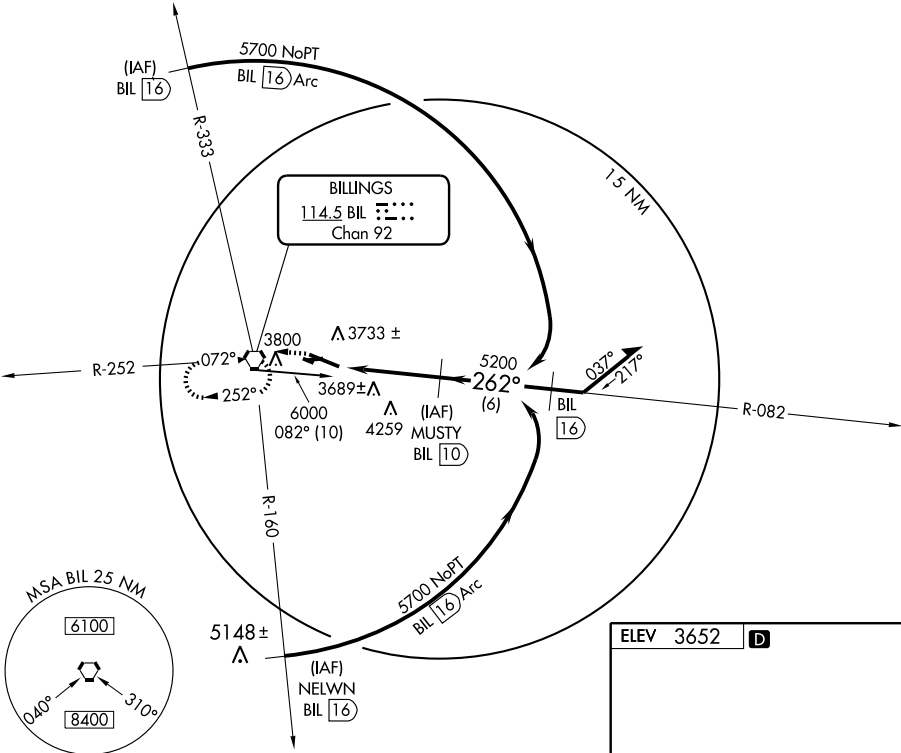 5700 NoPT
BIL 16 Arc
(IAF)
BIL 16
R-333
15 NM
BILLINGS
114.5 BIL
Chan 92
3800
3733 ±
R-252
072°
252°
3689±
6000
082° (10)
4259
(IAF)
MUSTY
BIL 10
5200
262°
(6)
037°
217°
BIL
16
R-082
R-160
5700 NoPT
BIL 16 Arc
MSA BIL 25 NM
6100
040°
310°
8400
5148 ±
(IAF)
NELWN
BIL 16
ELEV 3652 D